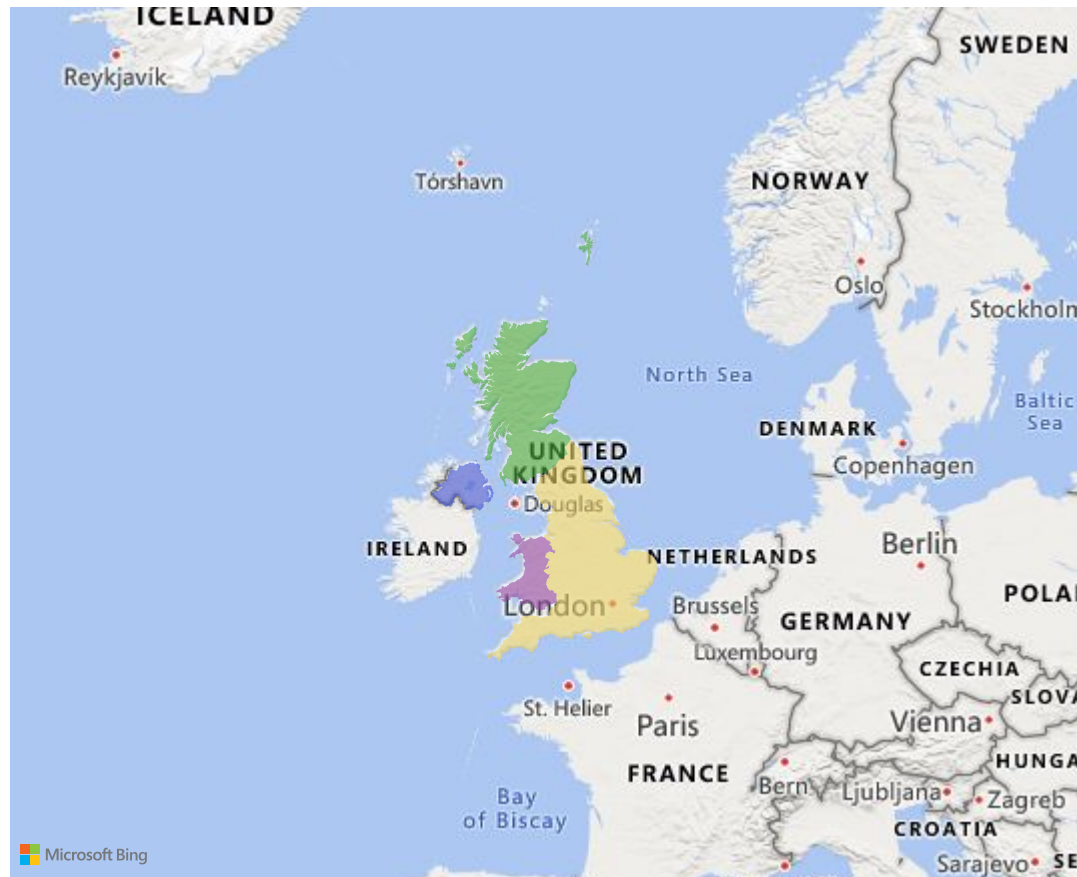 ICELAND
Reykjavík
SWEDEN
Tórshavn
NORWAY
Oslo
Stockholm
North Sea
Baltic
Sea
DENMARK
Copenhagen
UNITED
KINGDOM
Douglas
IRELAND
NETHERLANDS
Berlin
London
Brussels
POLA
GERMANY
Luxembourg
CZECHIA
SLOVA
St. Helier
Paris
Vienna
FRANCE
HUNGA
Bern
Ljubljana
Zagreb
Bay
of Biscay
CROATIA
Microsoft Bing
Sarajevo
SE